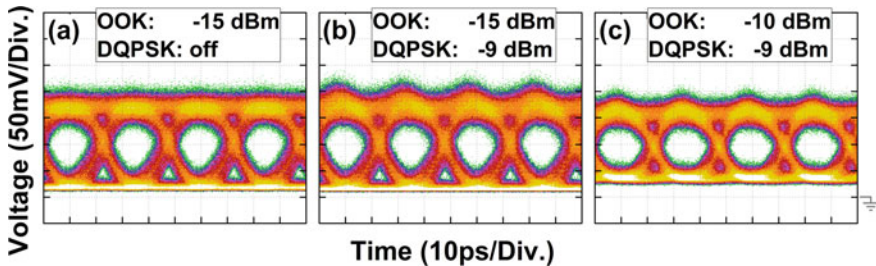 Voltage (50mV/Div.)
(a)
OOK: -15 dBm
DQPSK: off
(b)
OOK: -15 dBm
DQPSK: -9 dBm
(c)
OOK: -10 dBm
DQPSK: -9 dBm
Time (10ps/Div.)